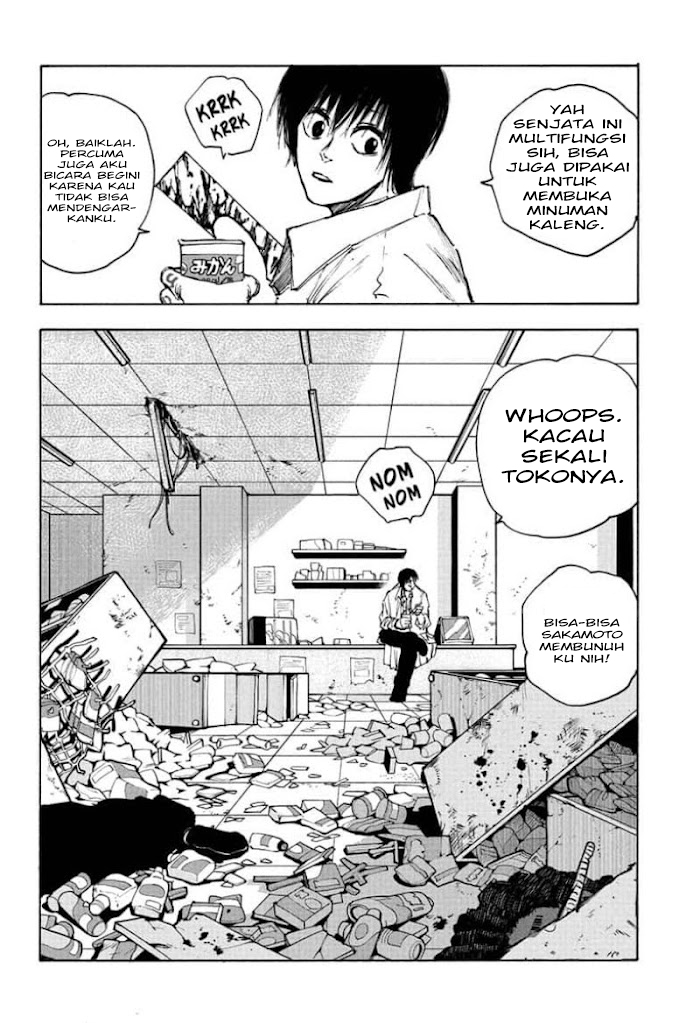 YAH
SENJATA INI
MULTIFUNGSI
SIH, BISA
JUGA DIPAKAI
UNTUK
MEMBUKA
MINUMAN
KALENG.
KRRK
KRRK
OH, BAIKLAH.
PERCUMA
JUGA AKU
BICARA BEGINI
KARENA KAU
TIDAK BISA
MENDENGAR-
KANKU.
みかん
WHOOPS.
KACAU
SEKALI
TOKONYA.
NOM
NOM
BISA-BISA
SAKAMOTO
MEMBUNUH
KU NIH!